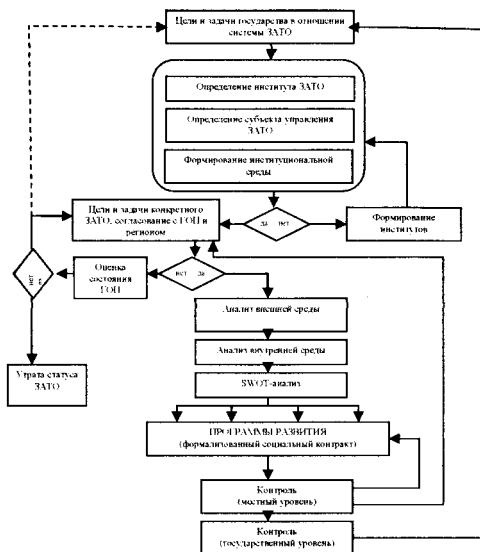 Цели и задачи государства в отношении
системы ЗАТО
Определение института ЗАТО
Определение субъекта управления
ЗАТО
Формирование институциональной
среды
Цели и задачи конкретного
ЗАТО, согласование с ГОП и
регионом
да нет
Формирование
институтов
нет
да
Оценка
состояния
ГОП
нет да
Анализ внешней среды
Анализ внутренней среды
Утрата статуса
ЗАТО
SWOT-анализ
ПРОГРАММЫ РАЗВИТИЯ
(формализованный социальный контракт)
Контроль
(местный уровень)
Контроль
(государственный уровень)